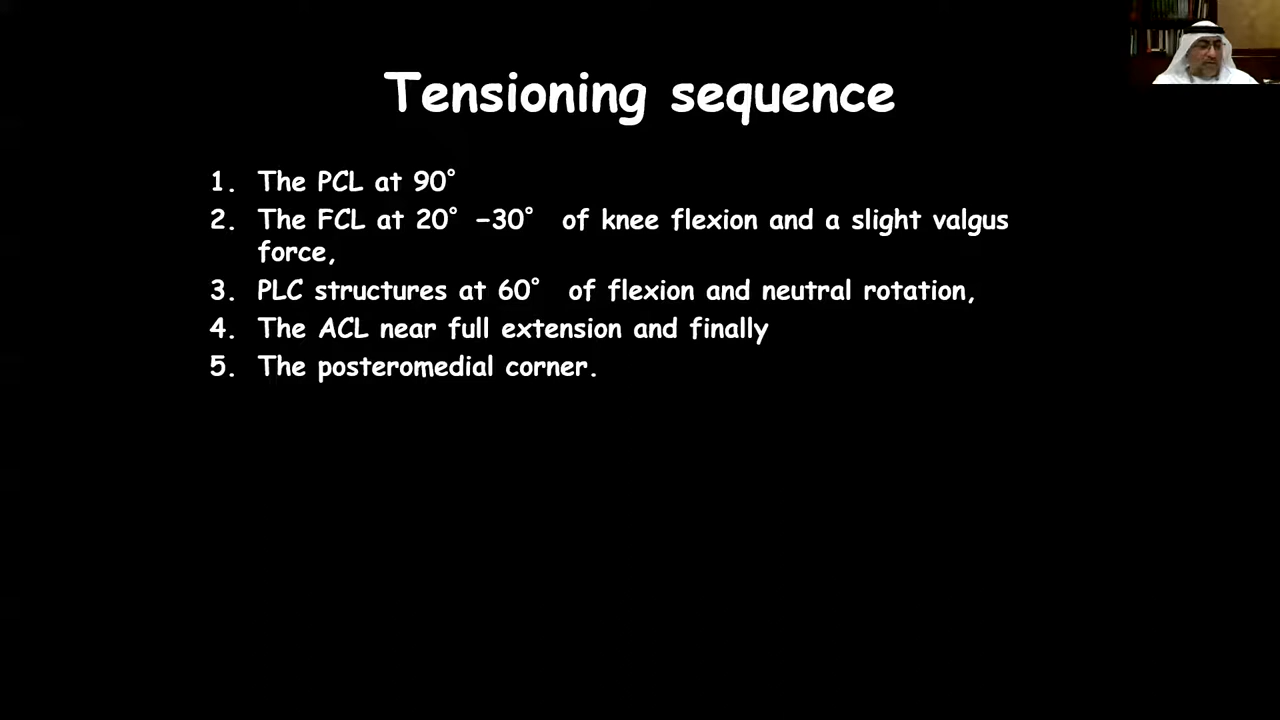 Tensioning sequence
1. The PCL at 90°
2. The FCL at 20° –30° of knee flexion and a slight valgus
force,
3. PLC structures at 60° of flexion and neutral rotation,
4. The ACL near full extension and finally
5. The posteromedial corner.